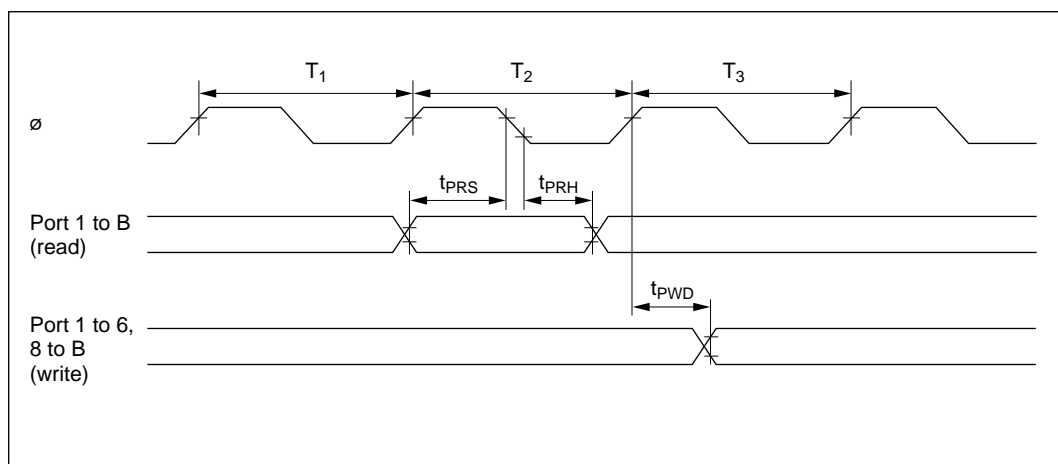 T1 T2 T3
ø
tPRS tPRH
Port 1 to B
(read)
tPWD
Port 1 to 6,
8 to B
(write)